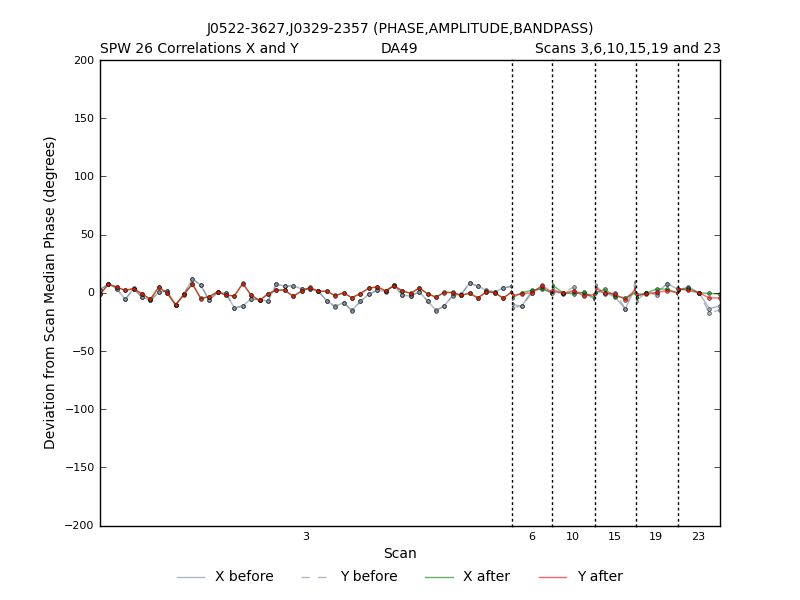 J0522-3627,J0329-2357 (PHASE,AMPLITUDE,BANDPASS)
SPW 26 Correlations X and Y DA49 Scans 3,6,10,15,19 and 23
200
150
100
50
0
−50
−100
−150
−200
Deviation from Scan Median Phase (degrees)
3 6 10 15 19 23
Scan
X before Y before X after Y after